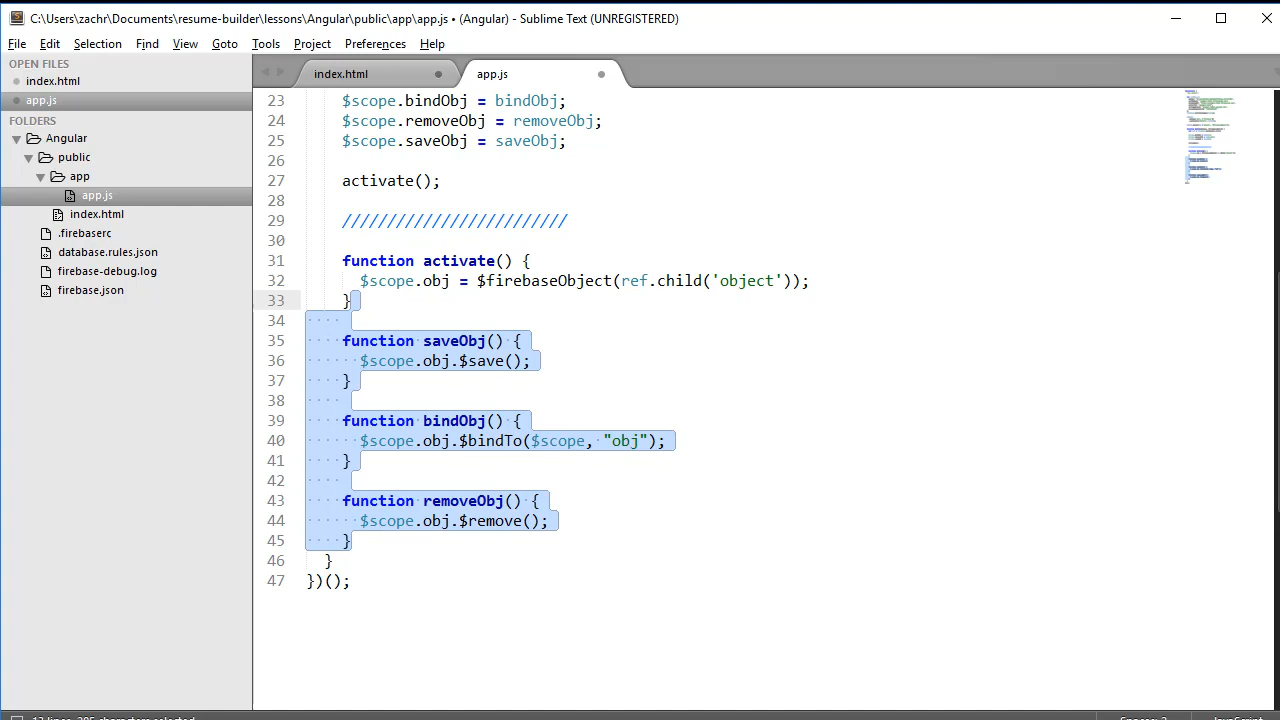 C:\Users\zachr\Documents\resume-builder\lessons\Angular\public\app\app.js • (Angular) - Sublime Text (UNREGISTERED)
File Edit Selection Find View Goto Tools Project Preferences Help
OPEN FILES
index.html
app.js
FOLDERS
Angular
public
app
app.js
index.html
.firebaserc
database.rules.json
firebase-debug.log
firebase.json
index.html app.js
23 $scope.bindObj = bindObj;
24 $scope.removeObj = removeObj;
25 $scope.saveObj = saveObj;
26
27 activate();
28
29 /////////////////////////
30
31 function activate() {
32 $scope.obj = $firebaseObject(ref.child('object'));
33 }
34
35 function saveObj() {
36 $scope.obj.$save();
37 }
38
39 function bindObj() {
40 $scope.obj.$bindTo($scope, "obj");
41 }
42
43 function removeObj() {
44 $scope.obj.$remove();
45 }
46 }
47 })();